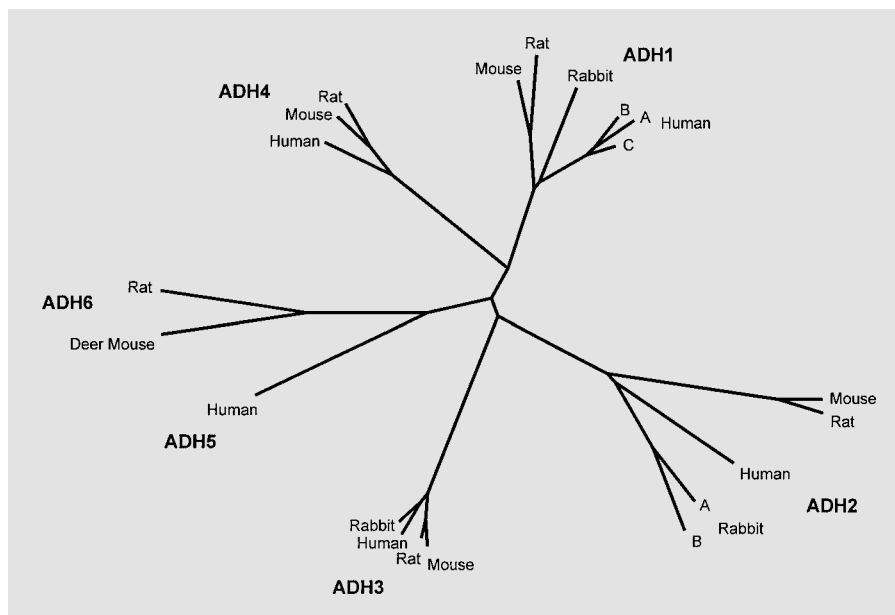 Rat
ADH1
Mouse
Rabbit
ADH4
Rat
Mouse
Human
B
A Human
C
ADH6
Rat
Deer Mouse
Human
ADH5
Mouse
Rat
Human
A
Rabbit
B
ADH2
Rabbit
Human
Rat
Mouse
ADH3